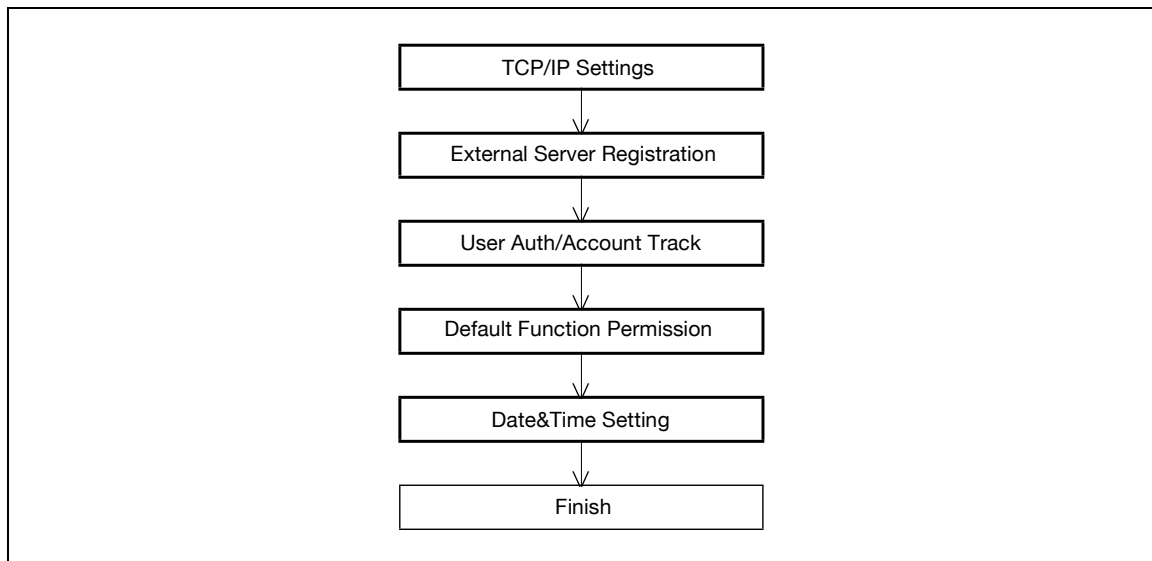 TCP/IP Settings
External Server Registration
User Auth/Account Track
Default Function Permission
Date&Time Setting
Finish